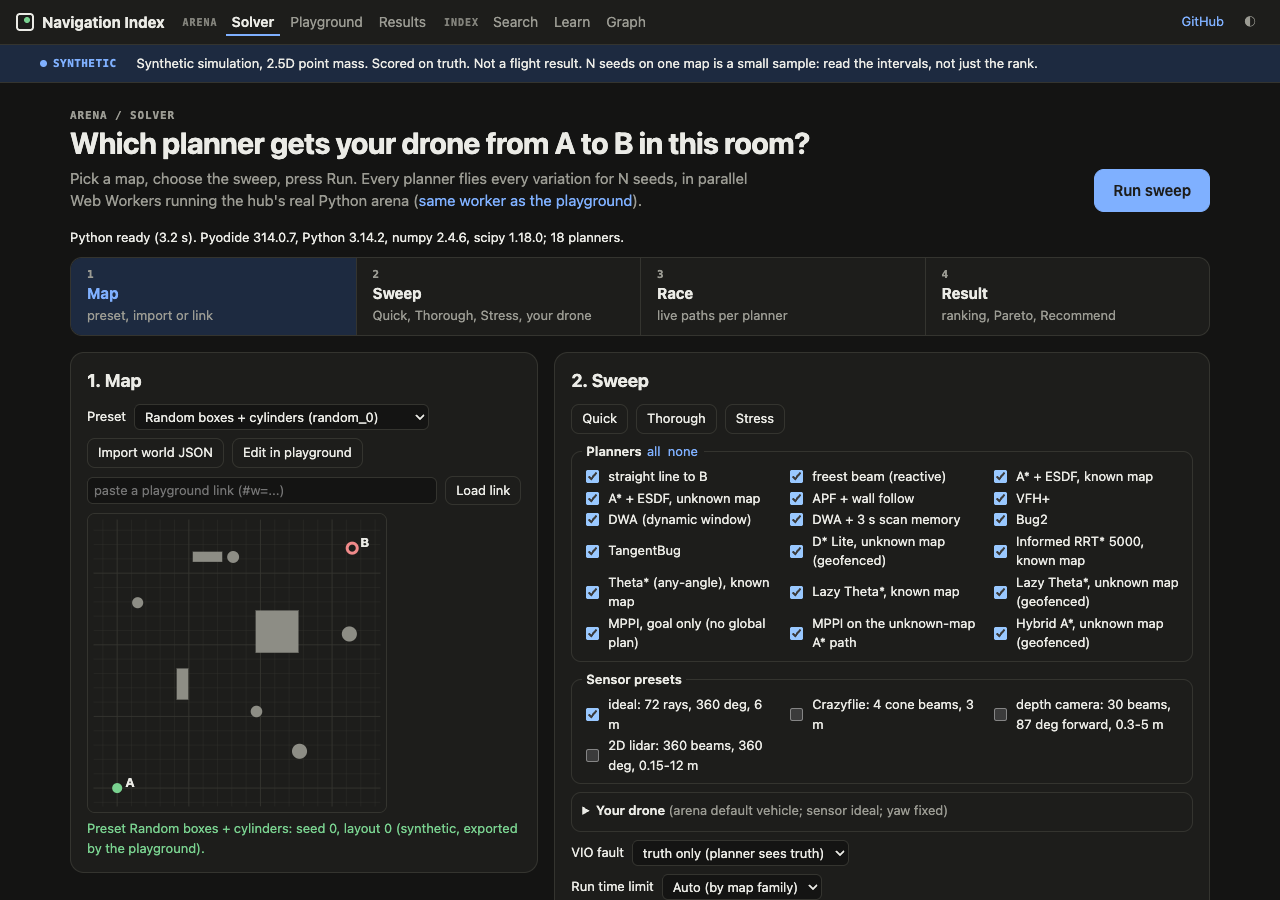 Navigation Index ARENA Solver Playground Results INDEX Search Learn Graph GitHub
SYNTHETIC Synthetic simulation, 2.5D point mass. Scored on truth. Not a flight result. N seeds on one map is a small sample: read the intervals, not just the rank.
ARENA / SOLVER
Which planner gets your drone from A to B in this room?
Pick a map, choose the sweep, press Run. Every planner flies every variation for N seeds, in parallel
Web Workers running the hub's real Python arena (same worker as the playground).
Run sweep
Python ready (3.2 s). Pyodide 314.0.7, Python 3.14.2, numpy 2.4.6, scipy 1.18.0; 18 planners.
1
Map
preset, import or link
2
Sweep
Quick, Thorough, Stress, your drone
3
Race
live paths per planner
4
Result
ranking, Pareto, Recommend
1. Map
Preset Random boxes + cylinders (random_0)
Import world JSON Edit in playground
paste a playground link (#w=...) Load link
B
A
Preset Random boxes + cylinders: seed 0, layout 0 (synthetic, exported
by the playground).
2. Sweep
Quick Thorough Stress
Planners all none
straight line to B
freest beam (reactive)
A* + ESDF, known map
A* + ESDF, unknown map
APF + wall follow
VFH+
DWA (dynamic window)
DWA + 3 s scan memory
Bug2
TangentBug
D* Lite, unknown map
(geofenced)
Informed RRT* 5000,
known map
Theta* (any-angle), known
map
Lazy Theta*, known map
Lazy Theta*, unknown map
(geofenced)
MPPI, goal only (no global
plan)
MPPI on the unknown-map
A* path
Hybrid A*, unknown map
(geofenced)
Sensor presets
ideal: 72 rays, 360 deg, 6
m
Crazyflie: 4 cone beams, 3
m
depth camera: 30 beams,
87 deg forward, 0.3-5 m
2D lidar: 360 beams, 360
deg, 0.15-12 m
Your drone (arena default vehicle; sensor ideal; yaw fixed)
VIO fault truth only (planner sees truth)
Run time limit Auto (by map family)